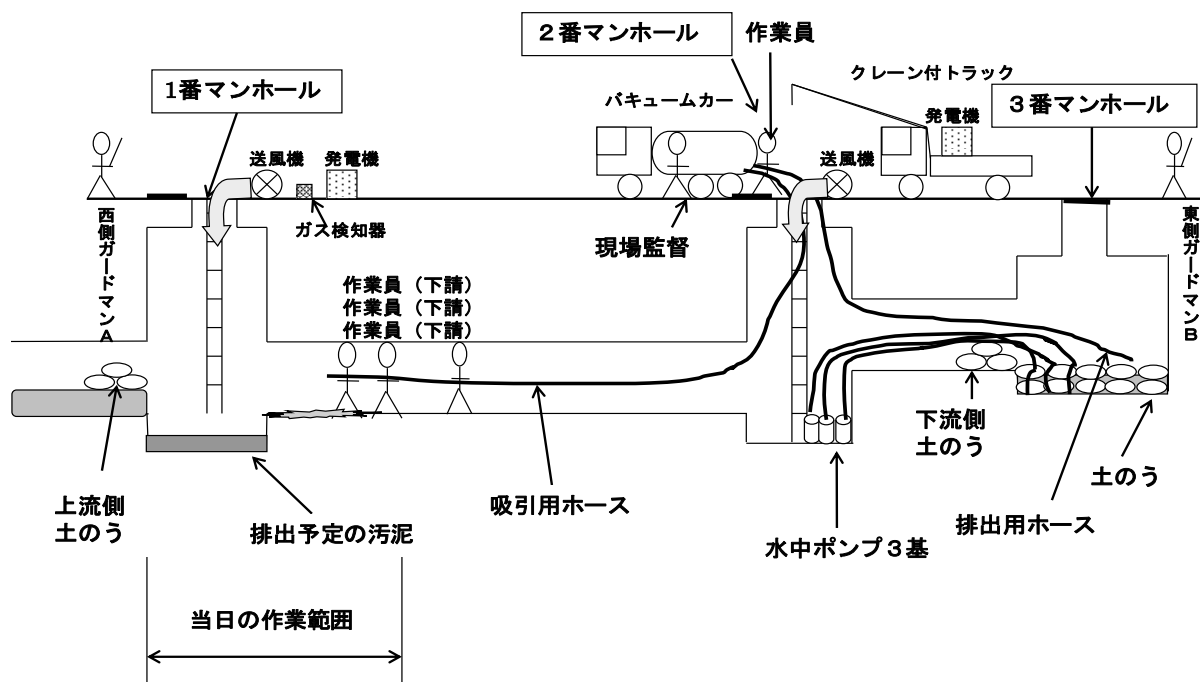 2番マンホール
作業員
1番マンホール
バキュームカー
クレーン付トラック
3番マンホール
発電機
送風機
発電機
送風機
ガス検知器
西側ガードマンA
現場監督
東側ガードマンB
作業員(下請)
作業員(下請)
作業員(下請)
下流側
土のう
土のう
上流側
土のう
排出予定の汚泥
吸引用ホース
排出用ホース
水中ポンプ3基
当日の作業範囲